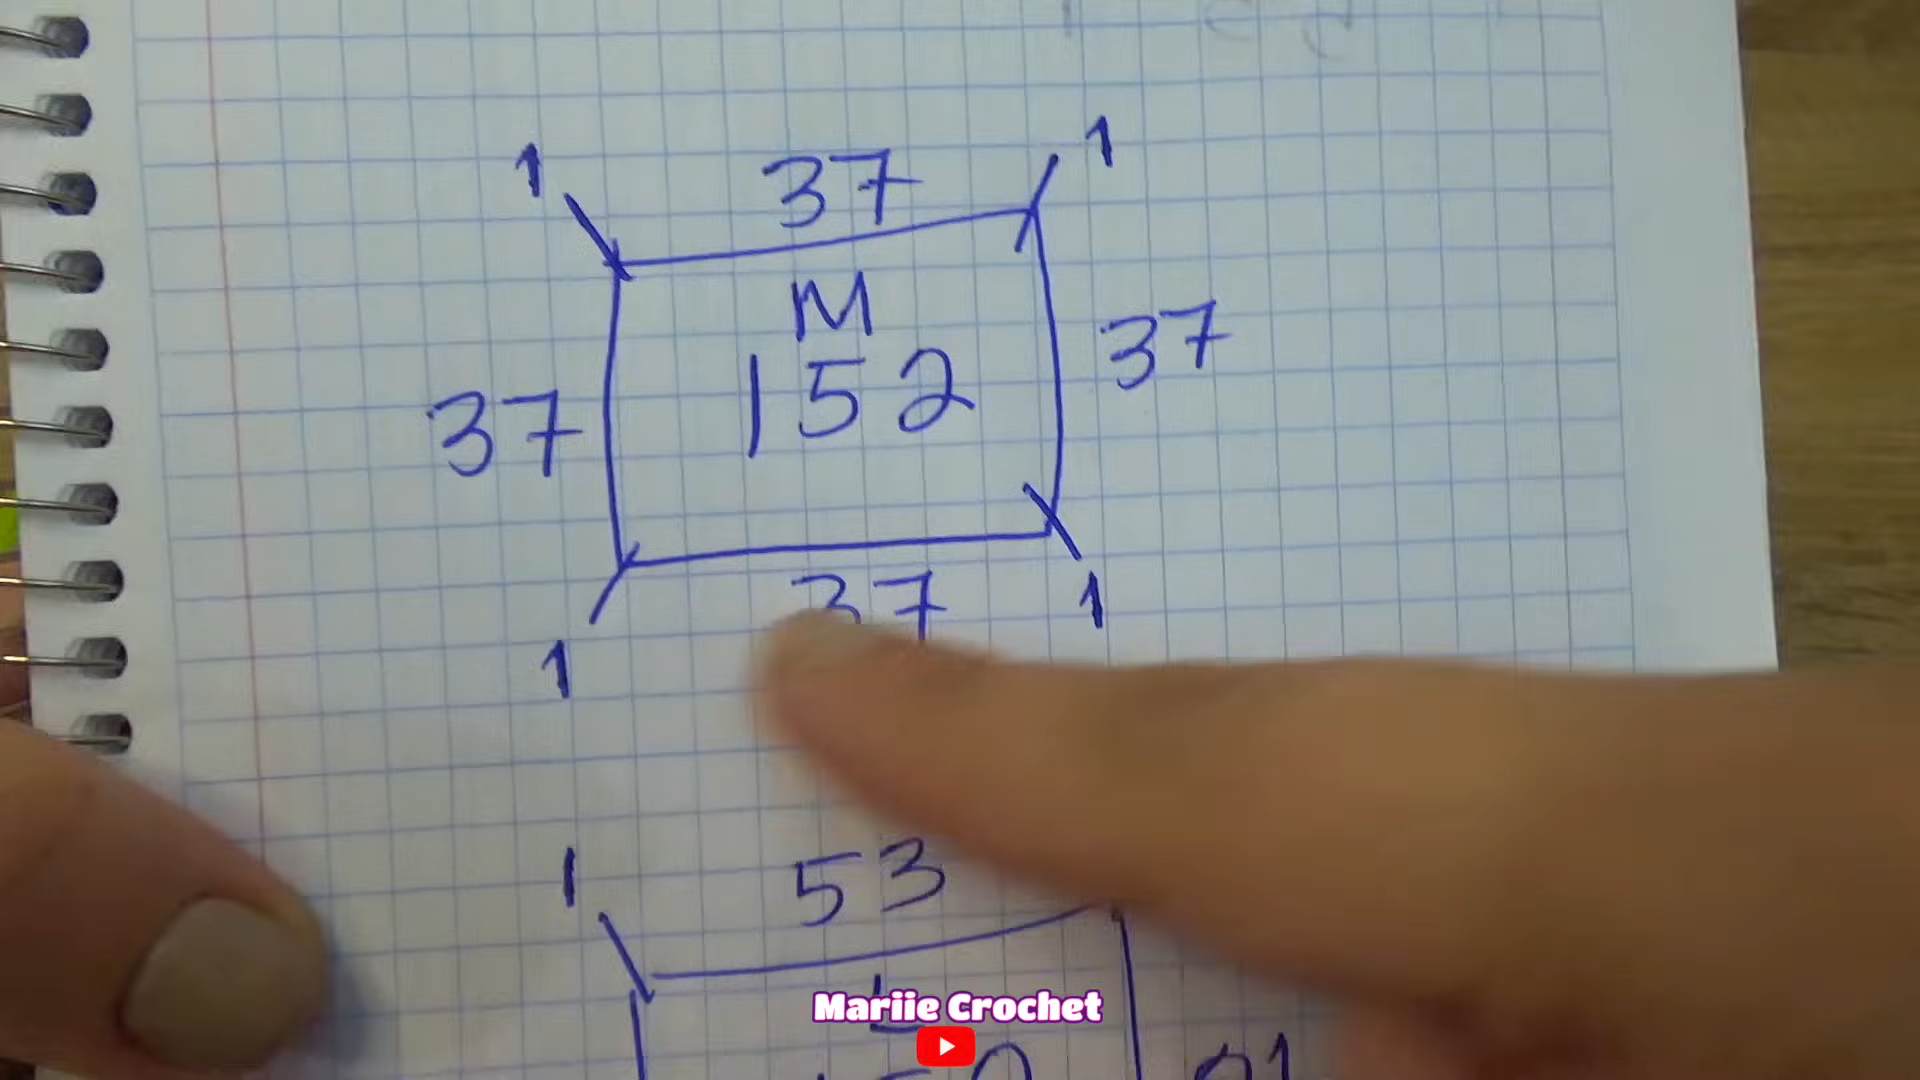 1 37 1
M
37 152 37
37
1 1
1 53
Mariie Crochet